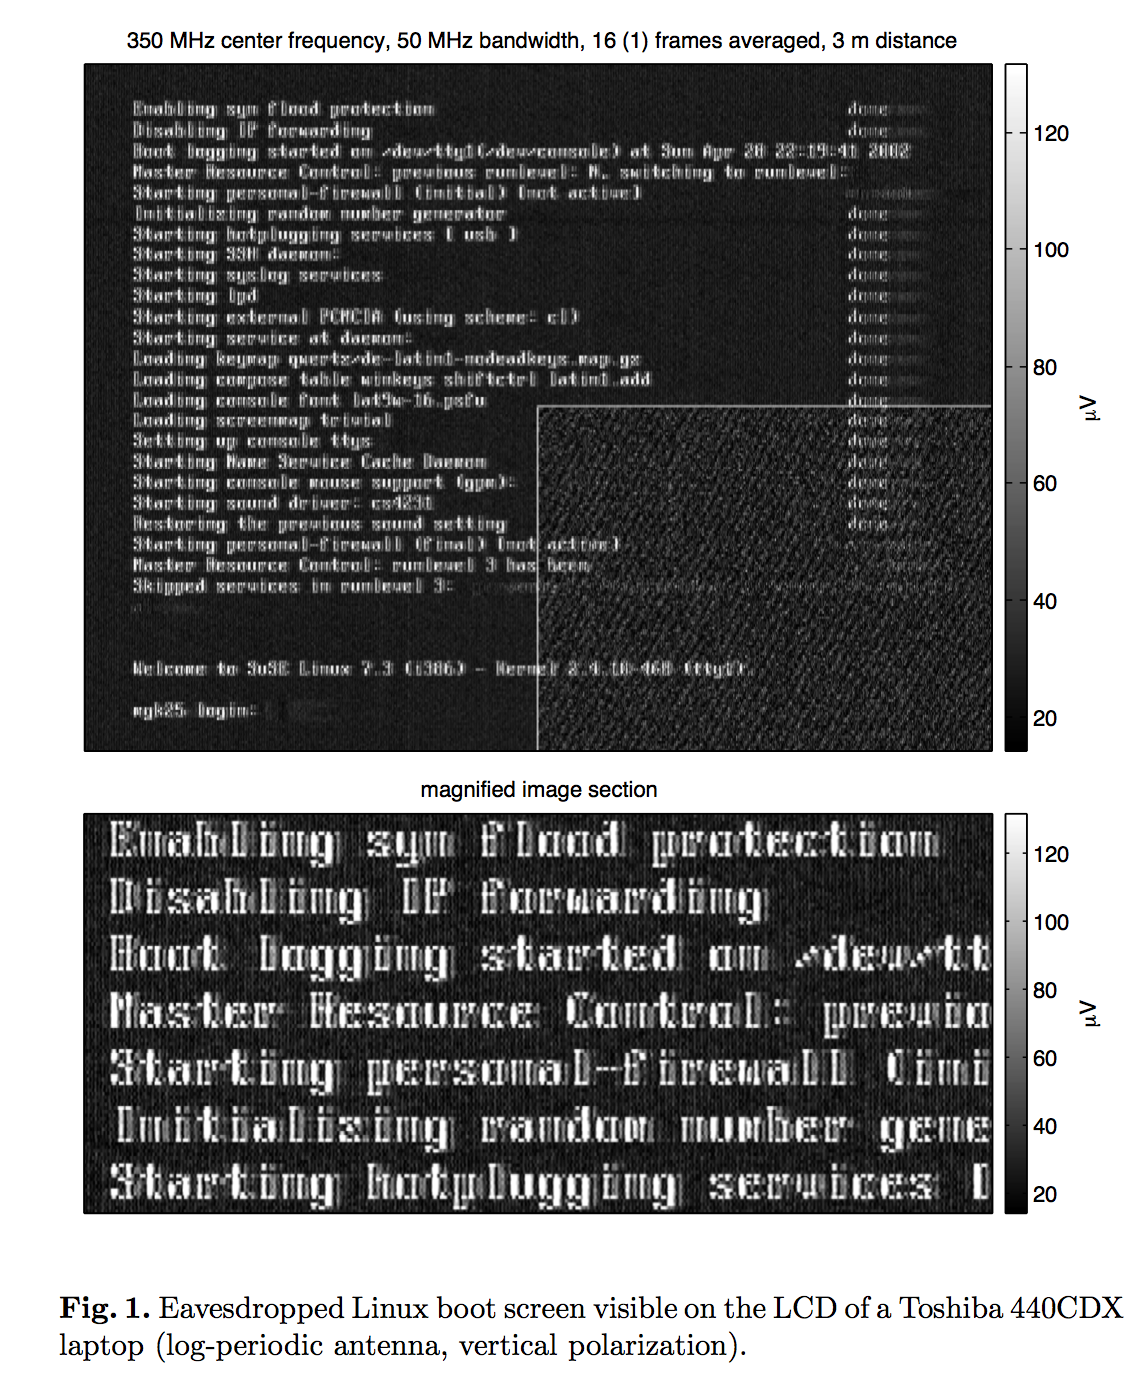 350 MHz center frequency, 50 MHz bandwidth, 16 (1) frames averaged, 3 m distance
Enabling syn flood protection done
Disabling IP forwarding done
Boot logging started on /dev/tty1(/dev/console) at Sun Apr 28 22:19:41 2002
Master Resource Control: previous runlevel: N, switching to runlevel:
Starting personal-firewall (initial) [not active]
Initializing random number generator done
Starting hotplugging services [ usb ] done
Starting SSH daemon: done
Starting syslog services done
Starting lpd done
Starting external PCMCIA (using scheme: cl) done
Starting service at daemon: done
Loading keymap qwertz/de-latin1-nodeadkeys.map.gz done
Loading compose table winkeys shiftctrl latin1.add done
Loading console font lat9w-16.psfu done
Loading screenmap trivial done
Setting up console ttys done
Starting Name Service Cache Daemon done
Starting console mouse support (gpm): done
Starting sound driver: cs4231 done
Restoring the previous sound setting done
Starting personal-firewall (final) [not active]
Master Resource Control: runlevel 3 has been
Skipped services in runlevel 3:
Welcome to SuSE Linux 7.3 (i386) - Kernel 2.4.10-4GB (tty1).
mgk25 login:
120
100
80
60
40
20
µV
magnified image section
Enabling syn flood protection
Disabling IP forwarding
Boot logging started on /dev/tt
Master Resource Control: previo
Starting personal-firewall (ini
Initializing random number gene
Starting hotplugging services [
120
100
80
60
40
20
µV
Fig. 1. Eavesdropped Linux boot screen visible on the LCD of a Toshiba 440CDX
laptop (log-periodic antenna, vertical polarization).